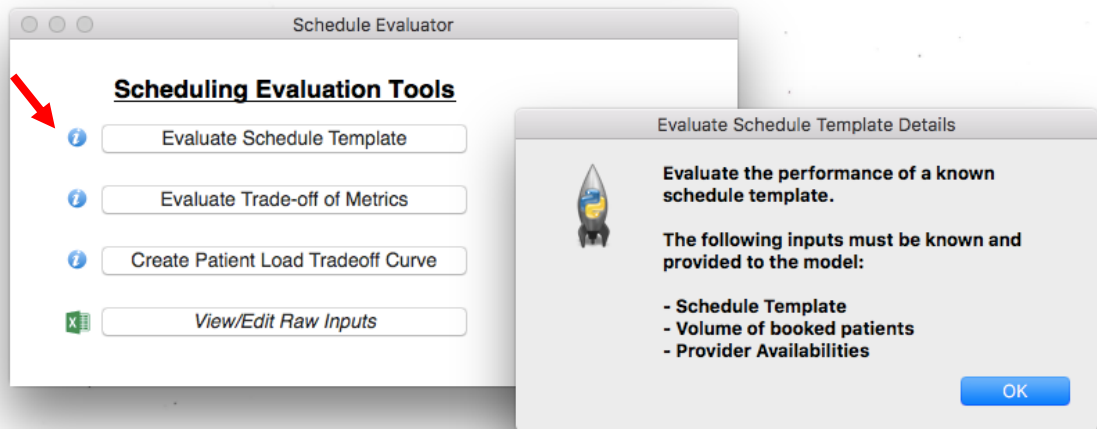 Schedule Evaluator
Scheduling Evaluation Tools
Evaluate Schedule Template
Evaluate Trade-off of Metrics
Create Patient Load Tradeoff Curve
View/Edit Raw Inputs
Evaluate Schedule Template Details
Evaluate the performance of a known
schedule template.
The following inputs must be known and
provided to the model:
- Schedule Template
- Volume of booked patients
- Provider Availabilities
OK